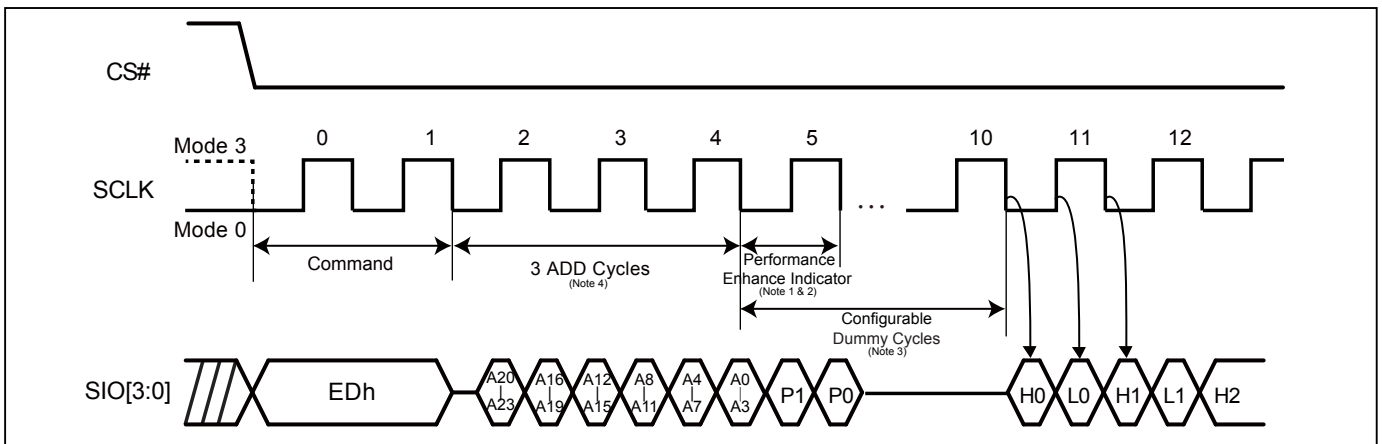 CS#
Mode 3
0 1 2 3 4 5 10 11 12
SCLK
Mode 0
...
Command
3 ADD Cycles
(Note 4)
Performance
Enhance Indicator
(Note 1 & 2)
Configurable
Dummy Cycles
(Note 3)
SIO[3:0]
EDh
A20 A16 A12 A8 A4 A0
A23 A19 A15 A11 A7 A3
P1 P0 H0 L0 H1 L1 H2